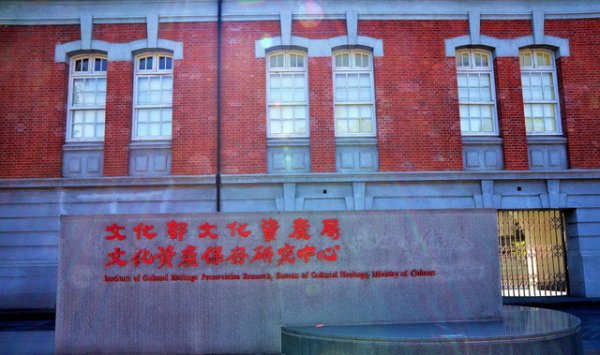 文化部文化資產局
文化資產保存研究中心
Institute of Cultural Heritage Preservation Research, Bureau of Cultural Heritage, Ministry of Culture